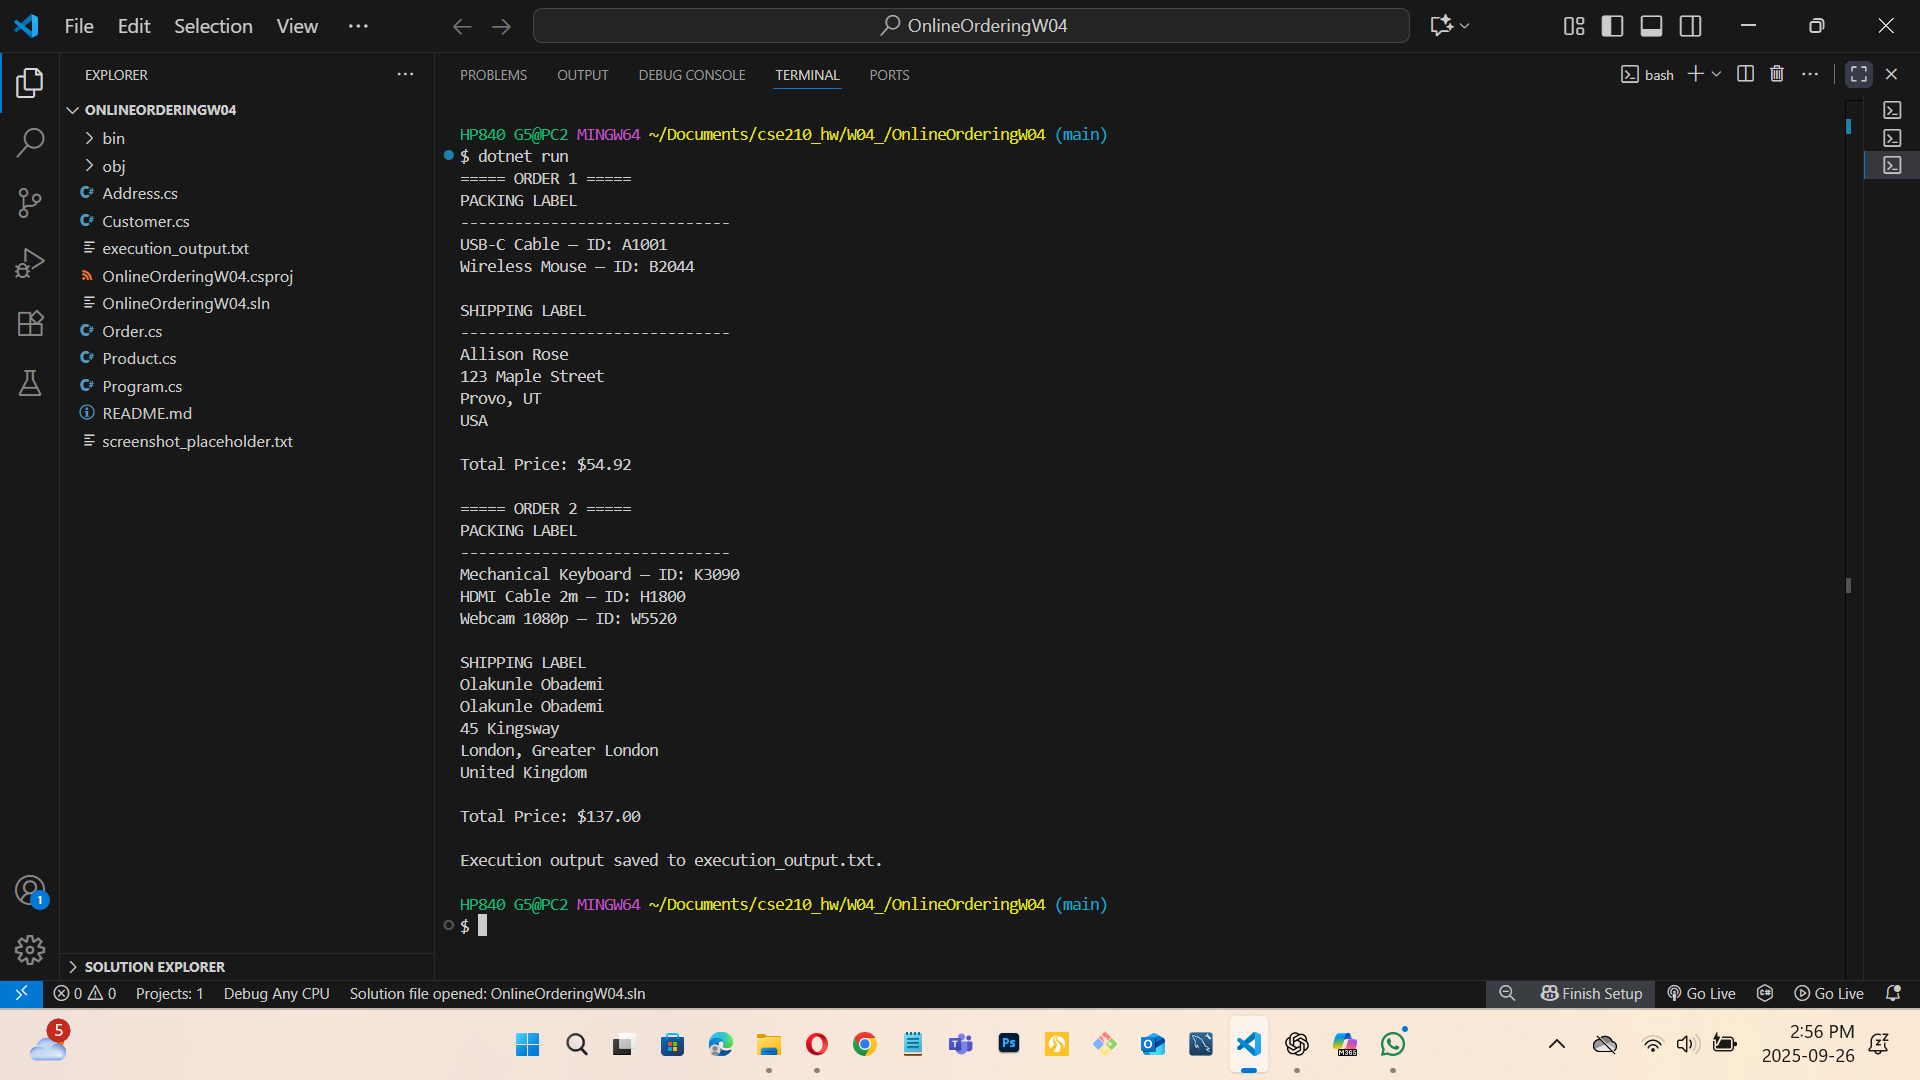 File Edit Selection View ···
OnlineOrderingW04
EXPLORER ···
ONLINEORDERINGW04
bin
obj
Address.cs
Customer.cs
execution_output.txt
OnlineOrderingW04.csproj
OnlineOrderingW04.sln
Order.cs
Product.cs
Program.cs
README.md
screenshot_placeholder.txt
1
SOLUTION EXPLORER
PROBLEMS OUTPUT DEBUG CONSOLE TERMINAL PORTS
bash
HP840 G5@PC2 MINGW64 ~/Documents/cse210_hw/W04_/OnlineOrderingW04 (main)
$ dotnet run
===== ORDER 1 =====
PACKING LABEL
------------------------------
USB-C Cable — ID: A1001
Wireless Mouse — ID: B2044
SHIPPING LABEL
------------------------------
Allison Rose
123 Maple Street
Provo, UT
USA
Total Price: $54.92
===== ORDER 2 =====
PACKING LABEL
------------------------------
Mechanical Keyboard — ID: K3090
HDMI Cable 2m — ID: H1800
Webcam 1080p — ID: W5520
SHIPPING LABEL
Olakunle Obademi
Olakunle Obademi
45 Kingsway
London, Greater London
United Kingdom
Total Price: $137.00
Execution output saved to execution_output.txt.
HP840 G5@PC2 MINGW64 ~/Documents/cse210_hw/W04_/OnlineOrderingW04 (main)
$
0 0 Projects: 1 Debug Any CPU Solution file opened: OnlineOrderingW04.sln
Finish Setup Go Live Go Live
5
Ps
M365
2:56 PM
2025-09-26